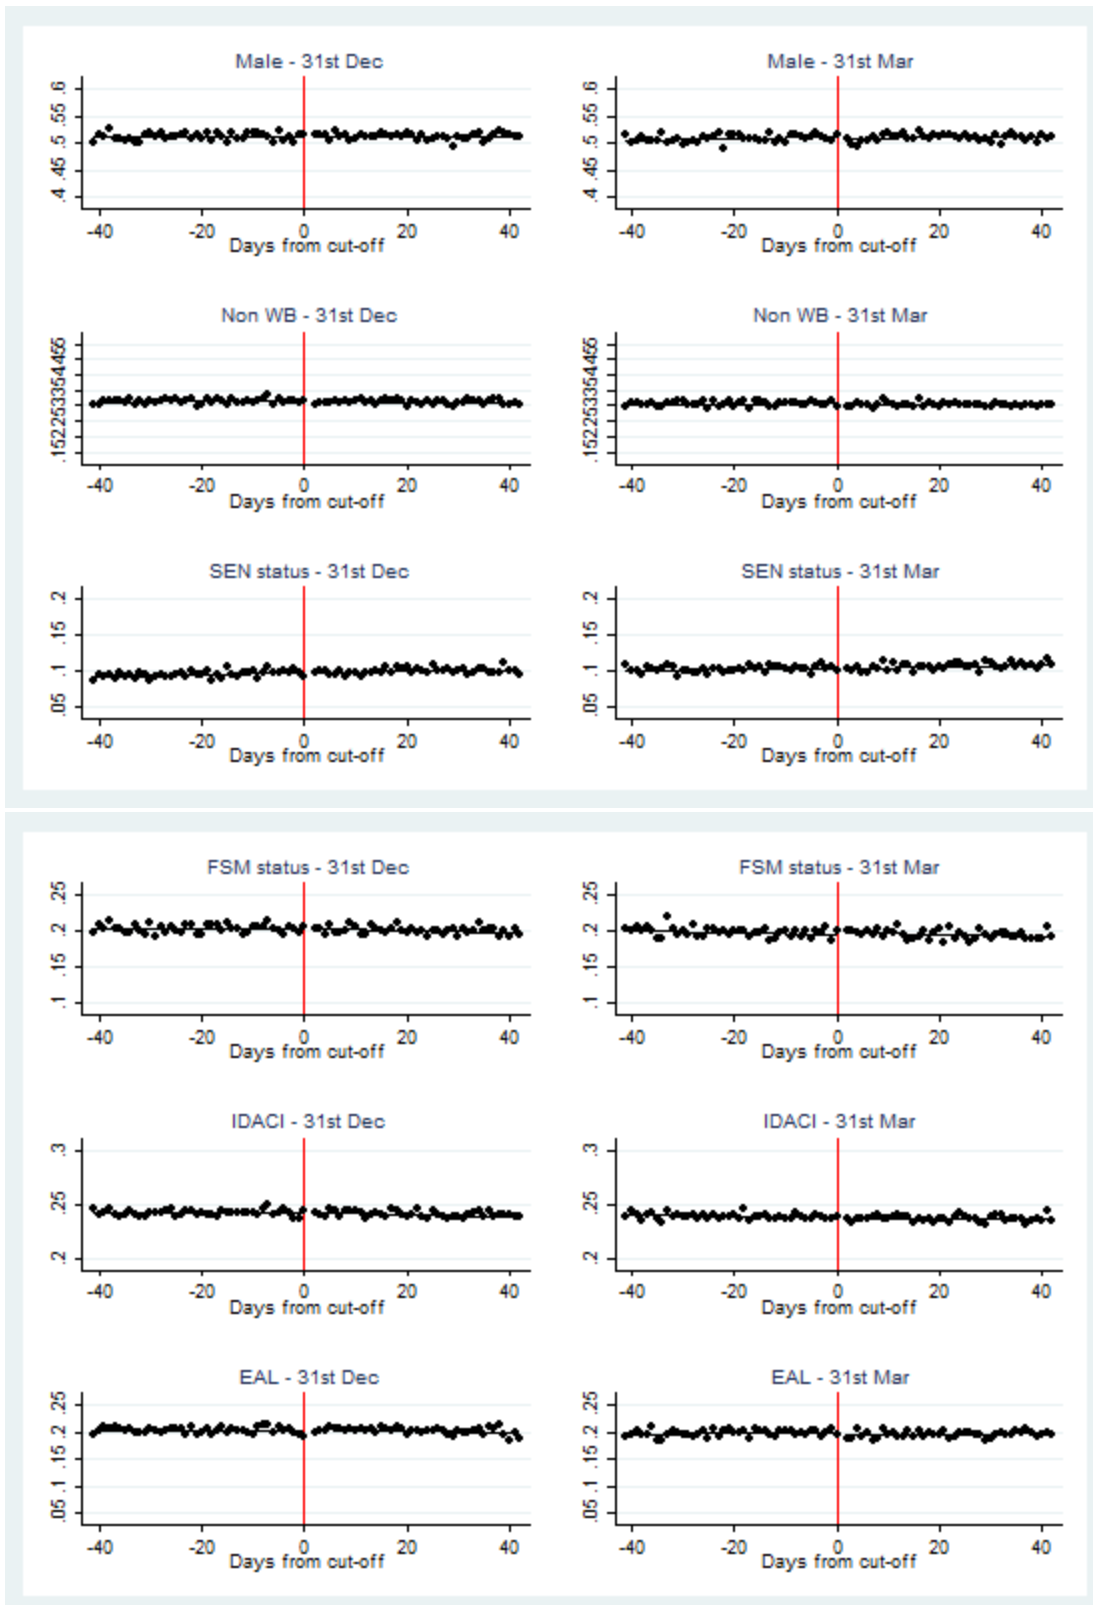 Male - 31st Dec
.4 .45 .5 .55 .6
-40 -20 0 20 40
Days from cut-off
Male - 31st Mar
.4 .45 .5 .55 .6
-40 -20 0 20 40
Days from cut-off
Non WB - 31st Dec
-40 -20 0 20 40
Days from cut-off
Non WB - 31st Mar
-40 -20 0 20 40
Days from cut-off
SEN status - 31st Dec
.05 .1 .15 .2
-40 -20 0 20 40
Days from cut-off
SEN status - 31st Mar
.05 .1 .15 .2
-40 -20 0 20 40
Days from cut-off
FSM status - 31st Dec
.1 .15 .2 .25
-40 -20 0 20 40
Days from cut-off
FSM status - 31st Mar
.1 .15 .2 .25
-40 -20 0 20 40
Days from cut-off
IDACI - 31st Dec
.2 .25 .3
-40 -20 0 20 40
Days from cut-off
IDACI - 31st Mar
.2 .25 .3
-40 -20 0 20 40
Days from cut-off
EAL - 31st Dec
.05 .1 .15 .2 .25
-40 -20 0 20 40
Days from cut-off
EAL - 31st Mar
.05 .1 .15 .2 .25
-40 -20 0 20 40
Days from cut-off